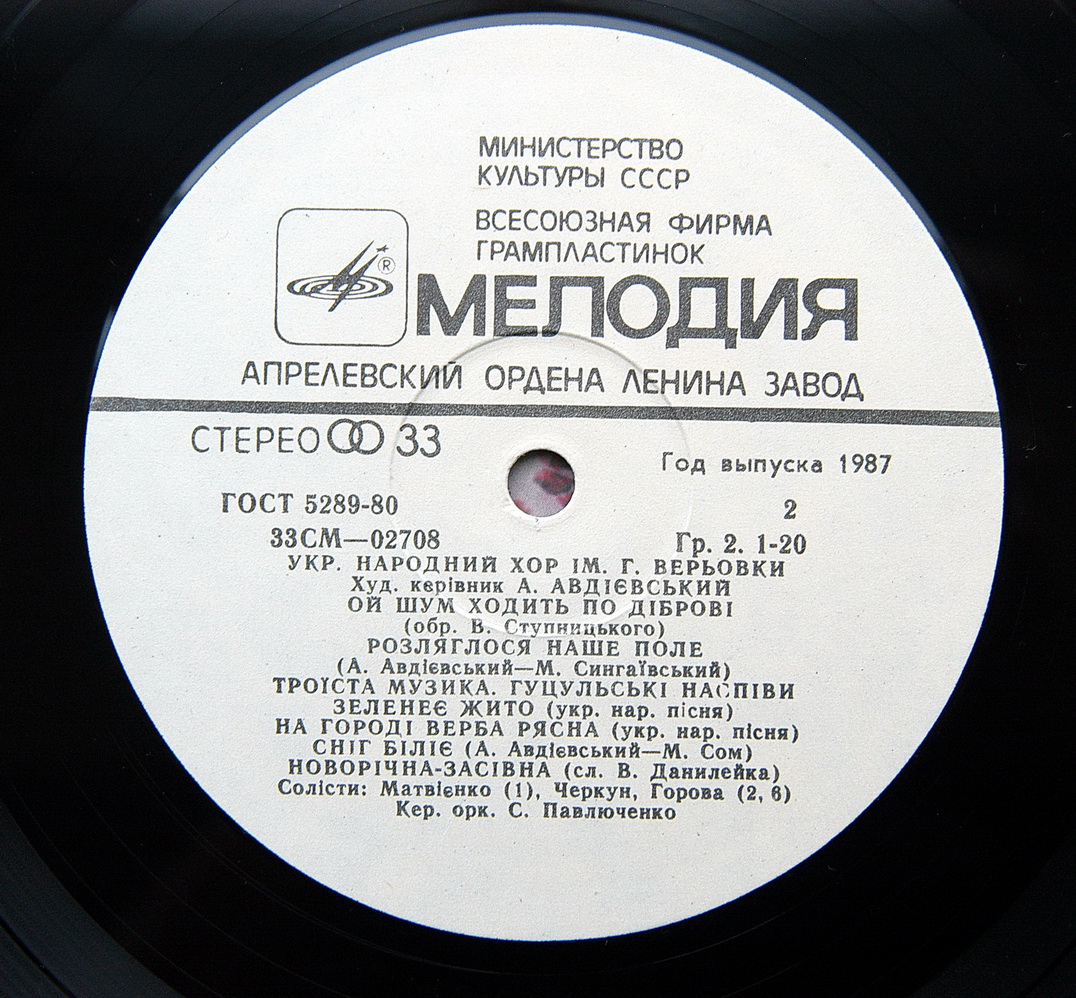 МИНИСТЕРСТВО
КУЛЬТУРЫ СССР
ВСЕСОЮЗНАЯ ФИРМА
ГРАМПЛАСТИНОК
®
МЕЛОДИЯ
АПРЕЛЕВСКИЙ ОРДЕНА ЛЕНИНА ЗАВОД
СТЕРЕО 33
Год выпуска 1987
ГОСТ 5289-80
2
33СМ—02708
Гр. 2. 1-20
УКР. НАРОДНИЙ ХОР ІМ. Г. ВЕРЬОВКИ
Худ. керівник А. АВДІЄВСЬКИЙ
ОЙ ШУМ ХОДИТЬ ПО ДІБРОВІ
(обр. В. Ступницького)
РОЗЛЯГЛОСЯ НАШЕ ПОЛЕ
(А. Авдієвський—М. Сингаївський)
ТРОЇСТА МУЗИКА. ГУЦУЛЬСЬКІ НАСПІВИ
ЗЕЛЕНЕЄ ЖИТО (укр. нар. пісня)
НА ГОРОДІ ВЕРБА РЯСНА (укр. нар. пісня)
СНІГ БІЛІЄ (А. Авдієвський—М. Сом)
НОВОРІЧНА-ЗАСІВНА (сл. В. Данилейка)
Солісти: Матвієнко (1), Черкун, Горова (2, 6)
Кер. орк. С. Павлюченко